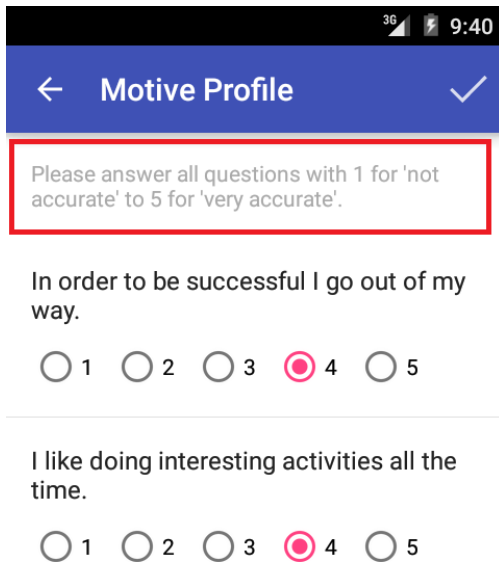 3G 9:40
Motive Profile
Please answer all questions with 1 for 'not
accurate' to 5 for 'very accurate'.
In order to be successful I go out of my
way.
1 2 3 4 5
I like doing interesting activities all the
time.
1 2 3 4 5